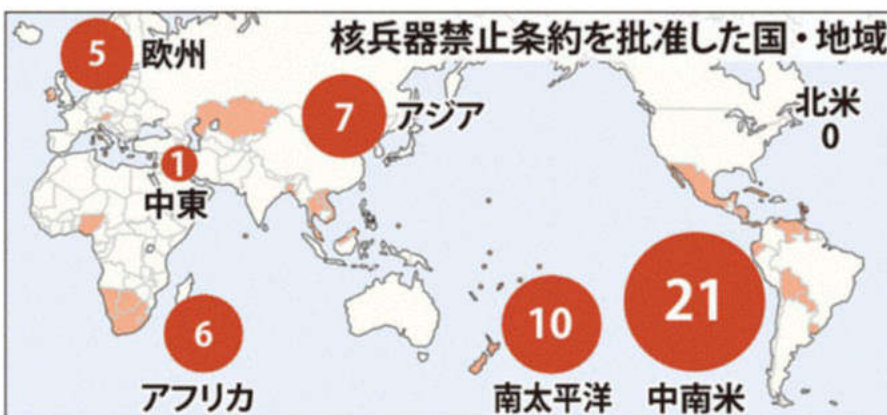 核兵器禁止条約を批准した国・地域
5 欧州
7 アジア
北米
0
1
中東
6
アフリカ
10
南太平洋
21
中南米